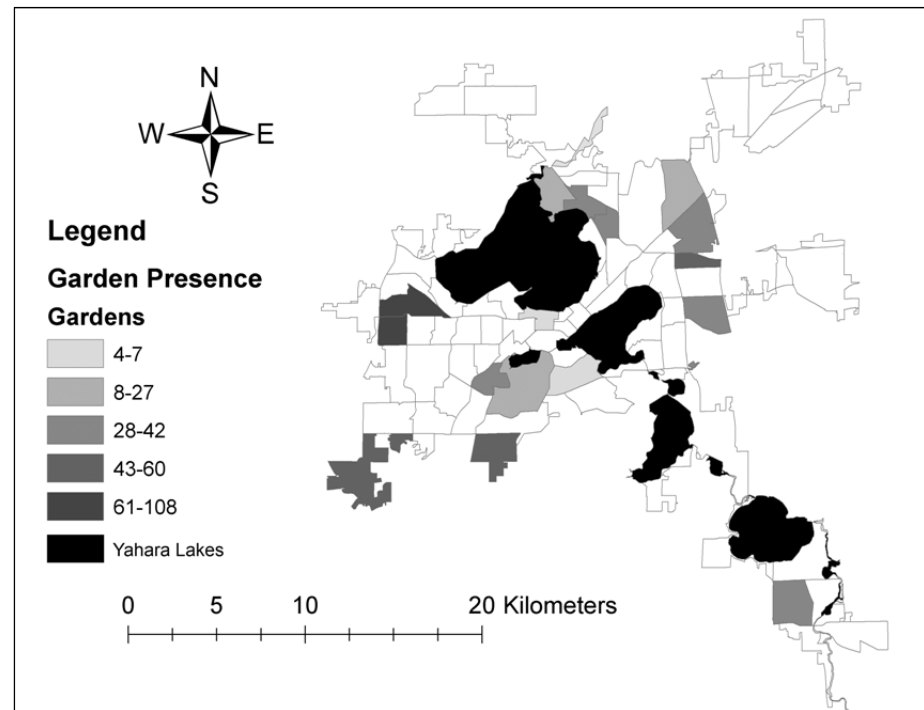 N
W E
S
Legend
Garden Presence
Gardens
4-7
8-27
28-42
43-60
61-108
Yahara Lakes
0 5 10 20 Kilometers